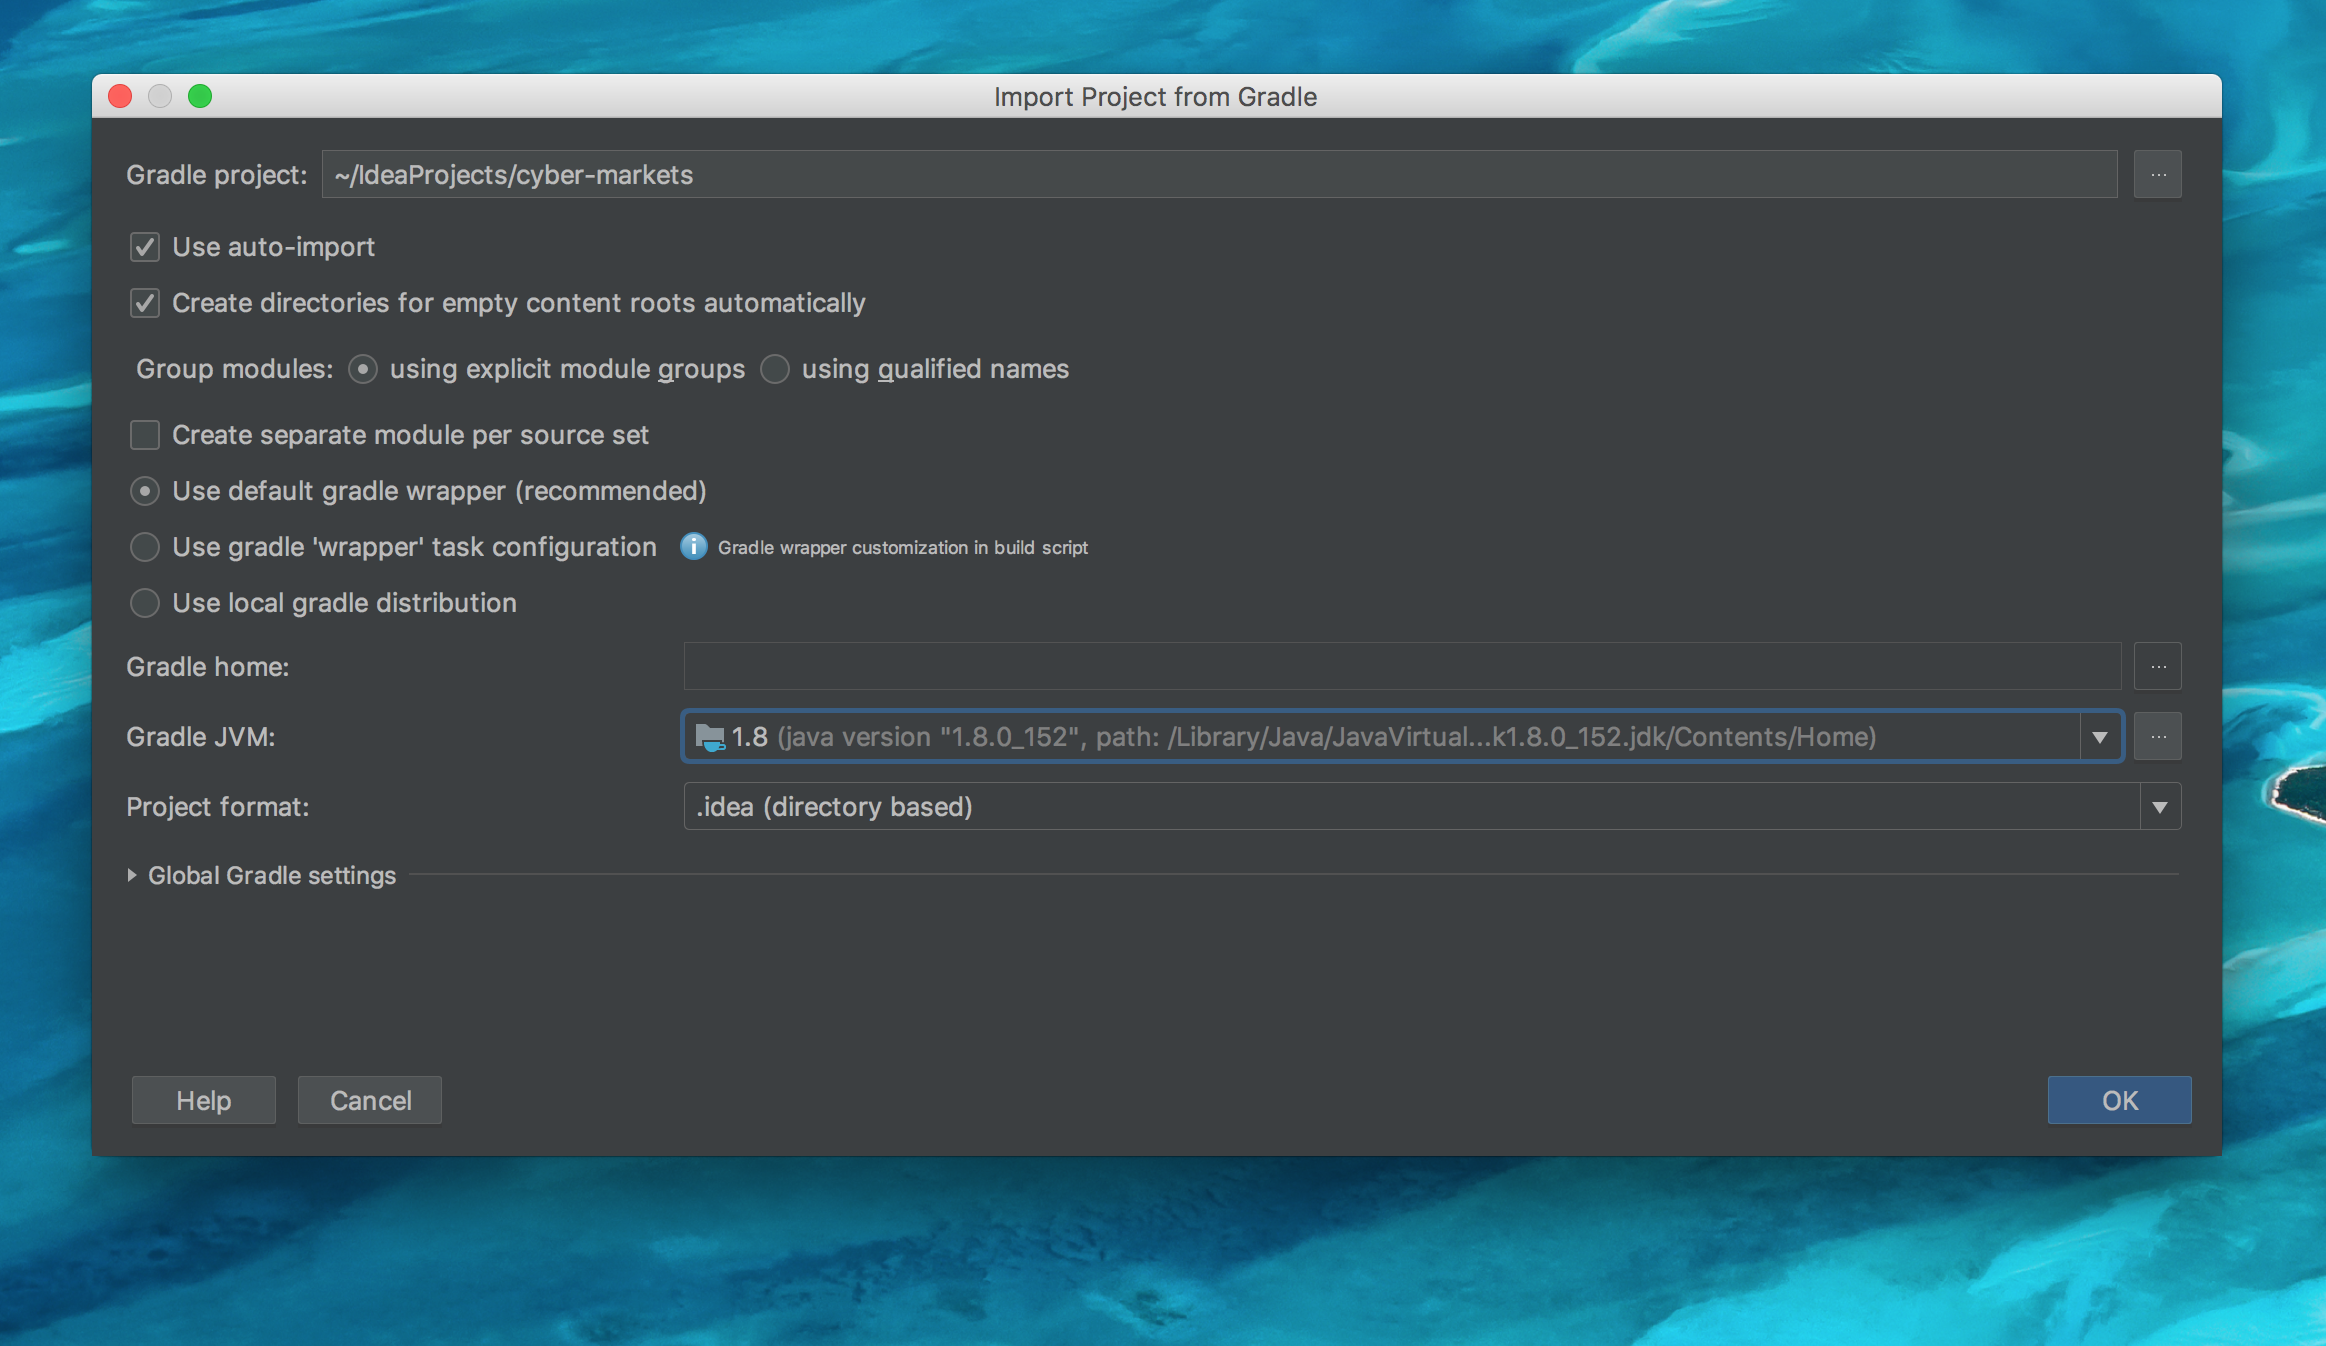 Import Project from Gradle
Gradle project: ~/IdeaProjects/cyber-markets ...
Use auto-import
Create directories for empty content roots automatically
Group modules: using explicit module groups using qualified names
Create separate module per source set
Use default gradle wrapper (recommended)
Use gradle 'wrapper' task configuration i Gradle wrapper customization in build script
Use local gradle distribution
Gradle home: ...
Gradle JVM: 1.8 (java version "1.8.0_152", path: /Library/Java/JavaVirtual...k1.8.0_152.jdk/Contents/Home) ...
Project format: .idea (directory based)
Global Gradle settings
Help Cancel OK